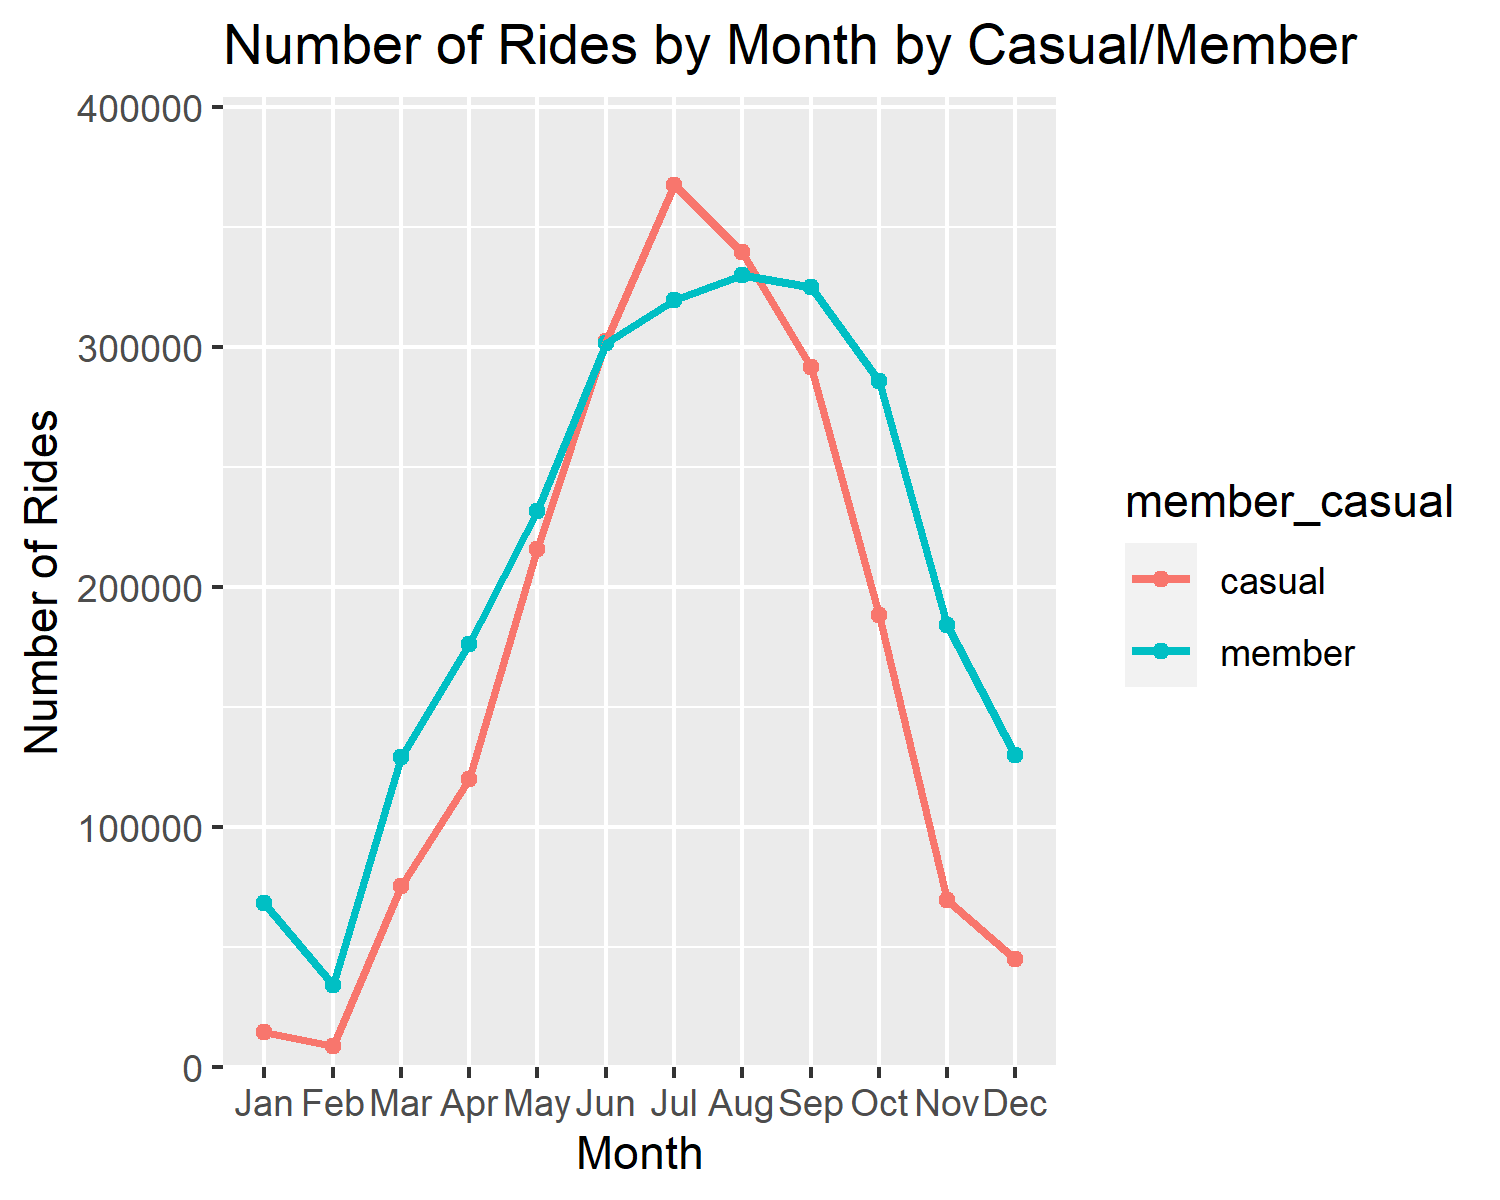 Number of Rides by Month by Casual/Member
Number of Rides
400000
300000
200000
100000
0
Jan Feb Mar Apr May Jun Jul Aug Sep Oct Nov Dec
Month
member_casual
casual
member